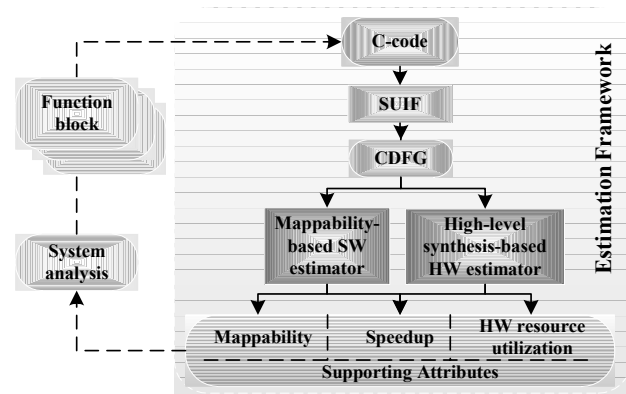 C-code
Function
block
SUIF
CDFG
Estimation Framework
Mappability-
based SW
estimator
High-level
synthesis-based
HW estimator
System
analysis
Mappability
Speedup
HW resource
utilization
Supporting Attributes